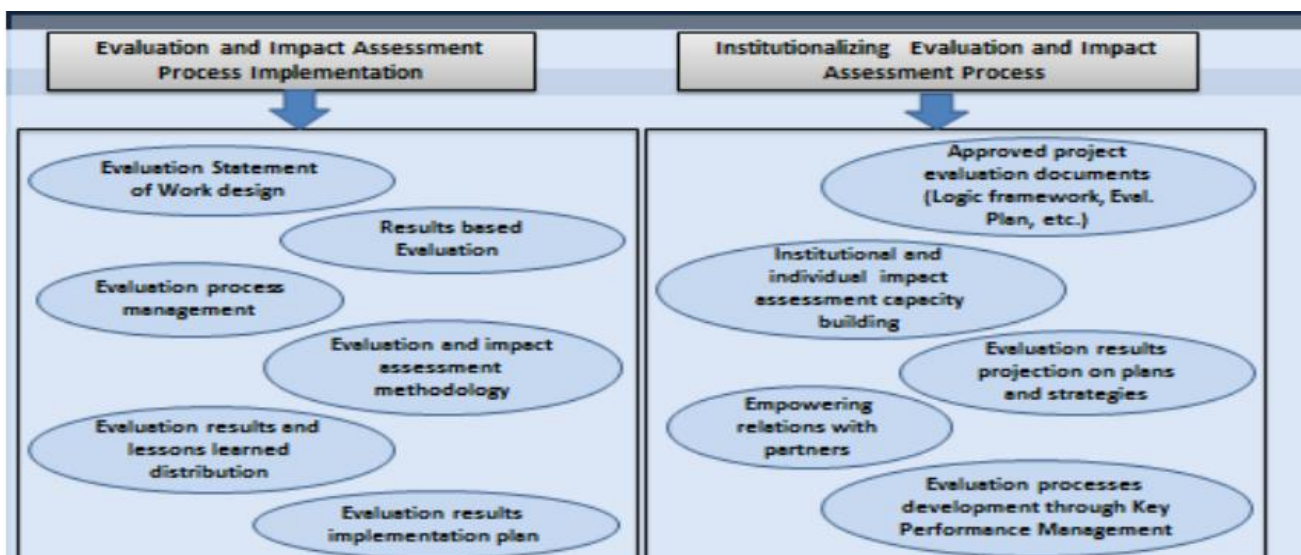 Evaluation and Impact Assessment
Process Implementation
Evaluation Statement
of Work design
Results based
Evaluation
Evaluation process
management
Evaluation and impact
assessment
methodology
Evaluation results and
lessons learned
distribution
Evaluation results
implementation plan
Institutionalizing Evaluation and Impact
Assessment Process
Approved project
evaluation documents
(Logic framework, Eval.
Plan, etc.)
Institutional and
individual impact
assessment capacity
building
Evaluation results
projection on plans
and strategies
Empowering
relations with
partners
Evaluation processes
development through Key
Performance Management